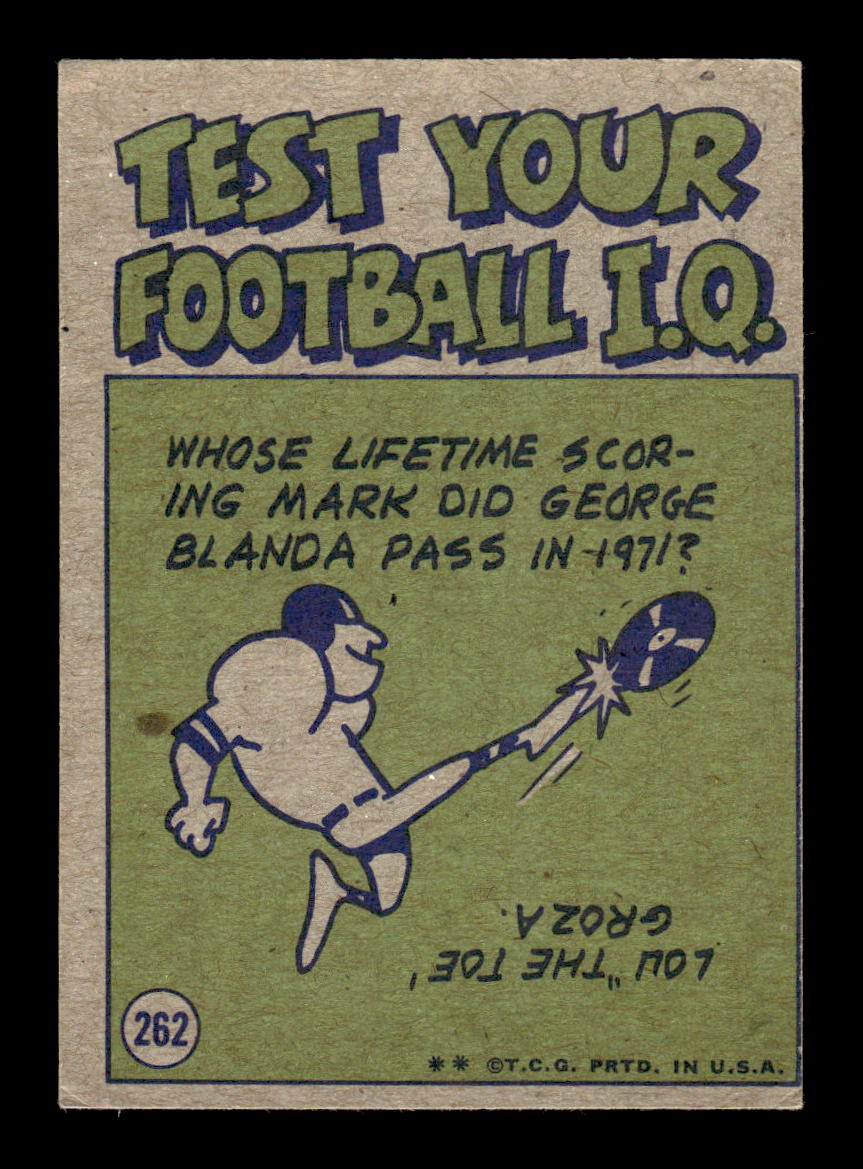 TEST YOUR
FOOTBALL I.Q.
WHOSE LIFETIME SCOR-
ING MARK DID GEORGE
BLANDA PASS IN 1971?
LOU "THE TOE'
GROZA.
262
** ©T.C.G. PRTD. IN U.S.A.